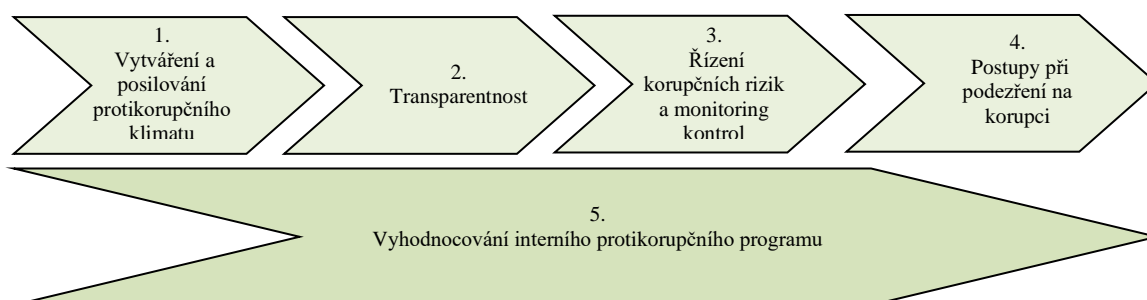 1.
Vytváření a
posilování
protikorupčního
klimatu
2.
Transparentnost
3.
Řízení
korupčních rizik
a monitoring
kontrol
4.
Postupy při
podezření na
korupci
5.
Vyhodnocování interního protikorupčního programu